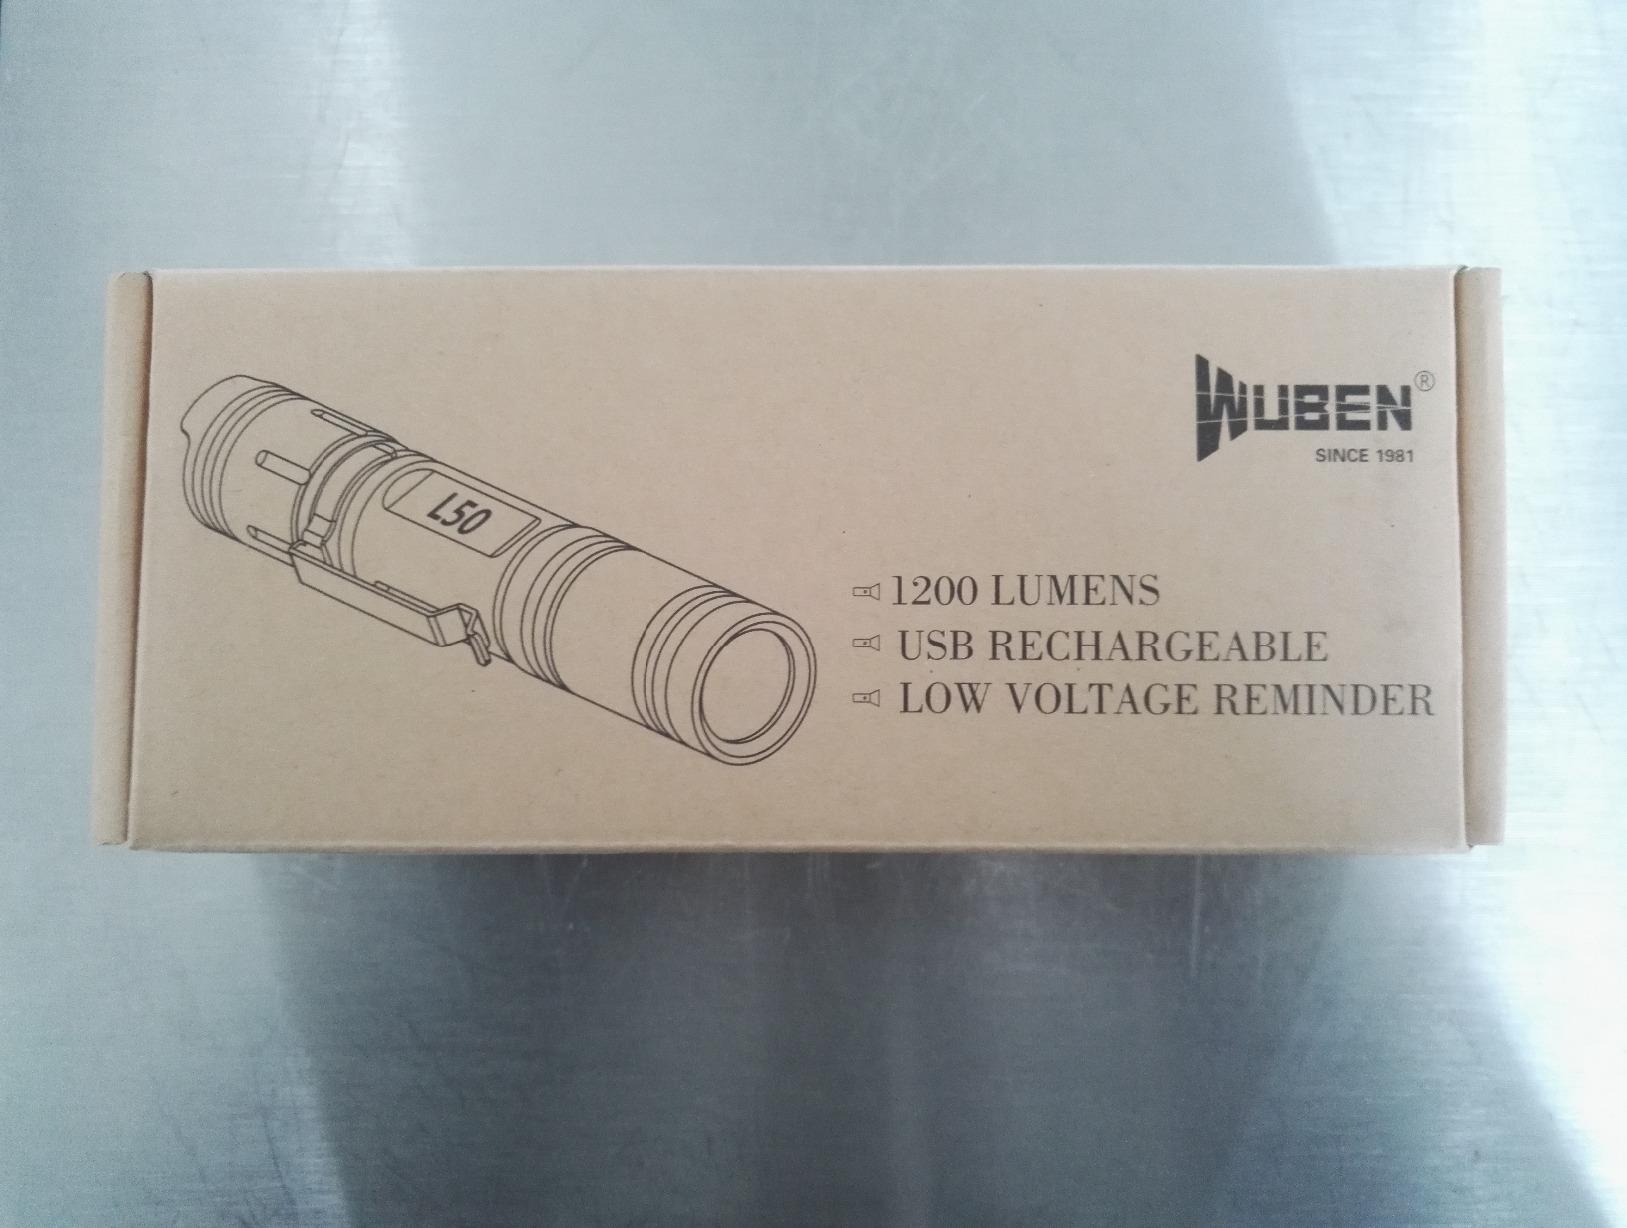 WUBEN®
SINCE 1981
L50
1200 LUMENS
USB RECHARGEABLE
LOW VOLTAGE REMINDER